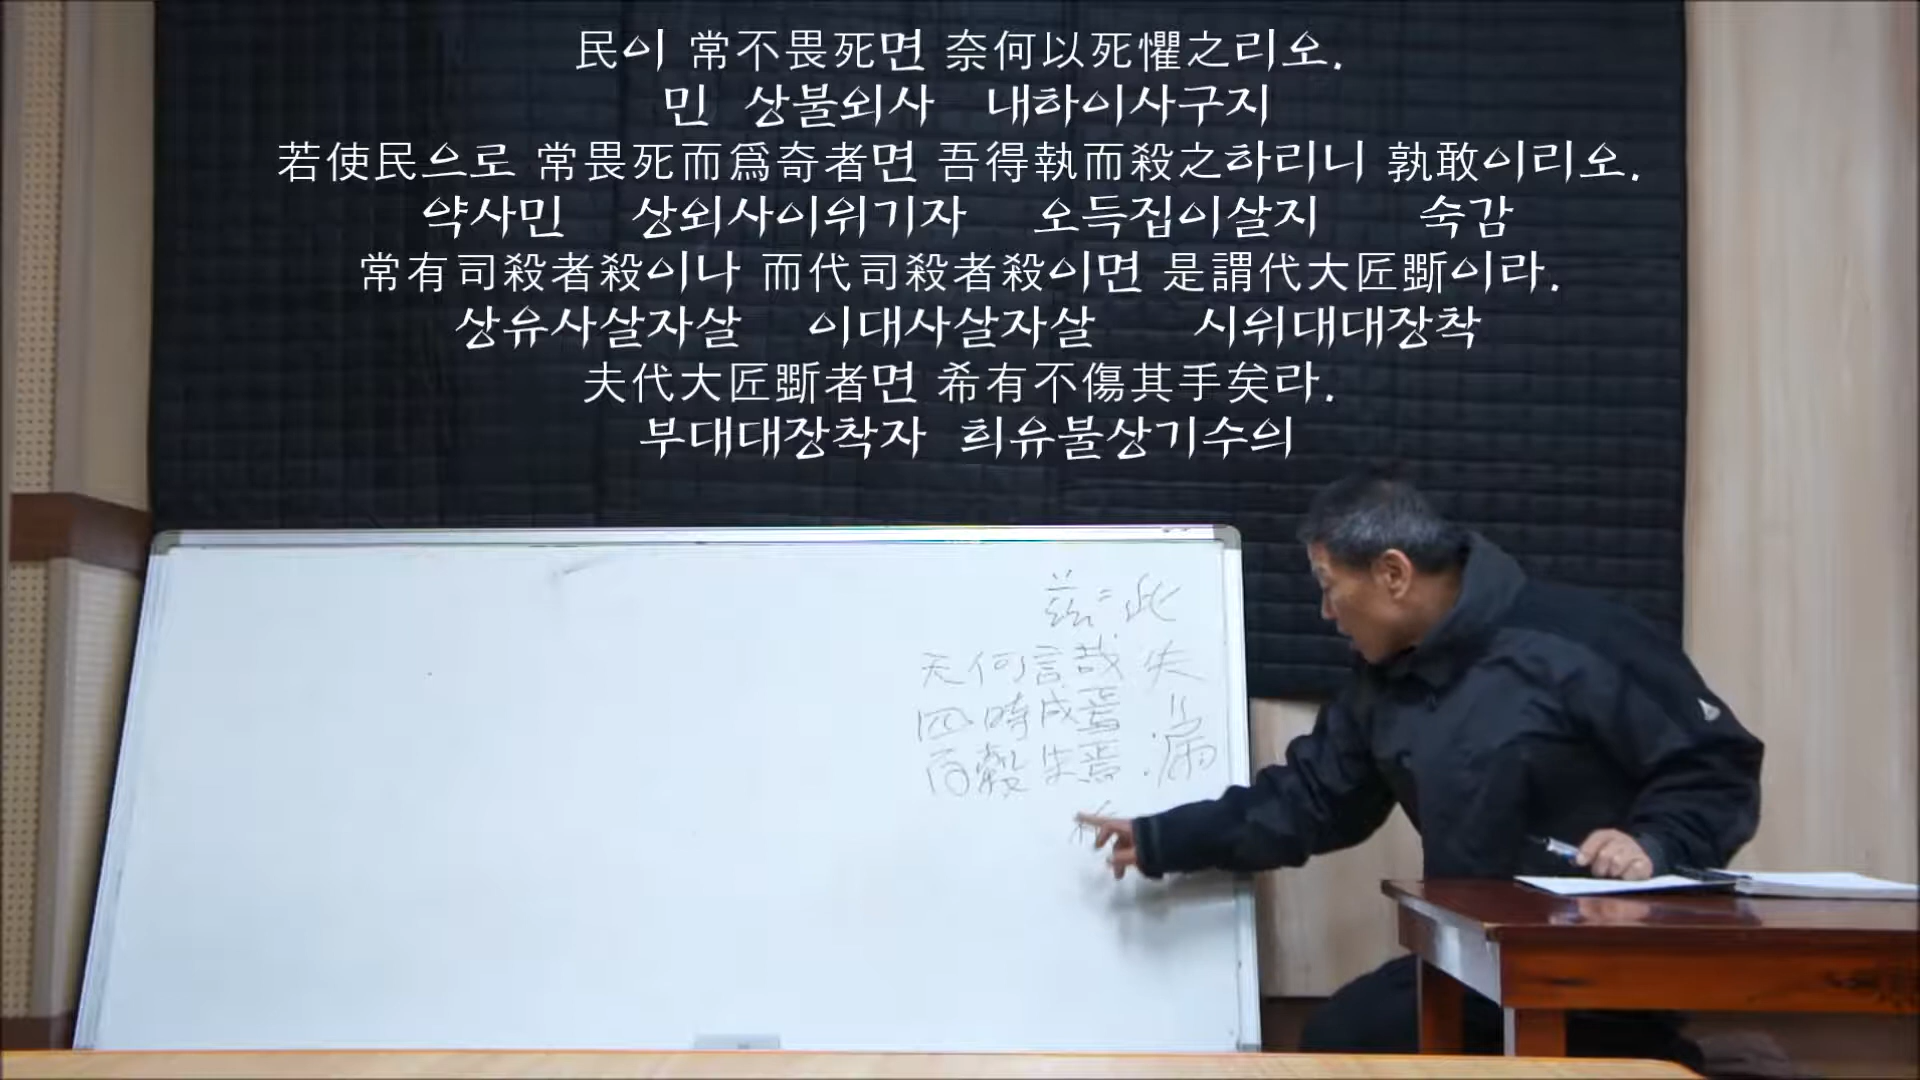 民이 常不畏死면 奈何以死懼之리오.
민 상불외사 내하이사구지
若使民으로 常畏死而爲奇者면 吾得執而殺之하리니 孰敢이리오.
약사민 상외사이위기자 오득집이살지 숙감
常有司殺者殺이나 而代司殺者殺이면 是謂代大匠斲이라.
상유사살자살 이대사살자살 시위대대장착
夫代大匠斲者면 希有不傷其手矣라.
부대대장착자 희유불상기수의
玆=此
天何言哉 失
四時成焉
百穀生焉